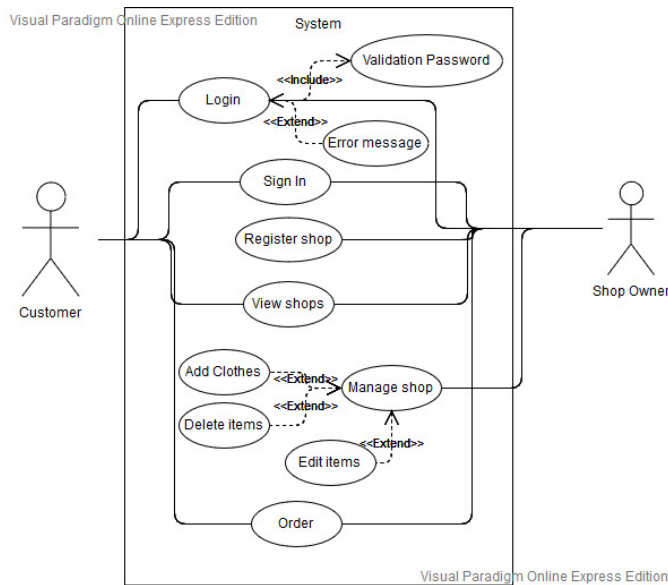 Visual Paradigm Online Express Edition
System
Validation Password
<<Include>>
Login
<<Extend>>
Error message
Sign In
Register shop
Customer
Shop Owner
View shops
Add Clothes
<<Extend>>
Manage shop
<<Extend>>
Delete items
<<Extend>>
Edit items
Order
Visual Paradigm Online Express Edition